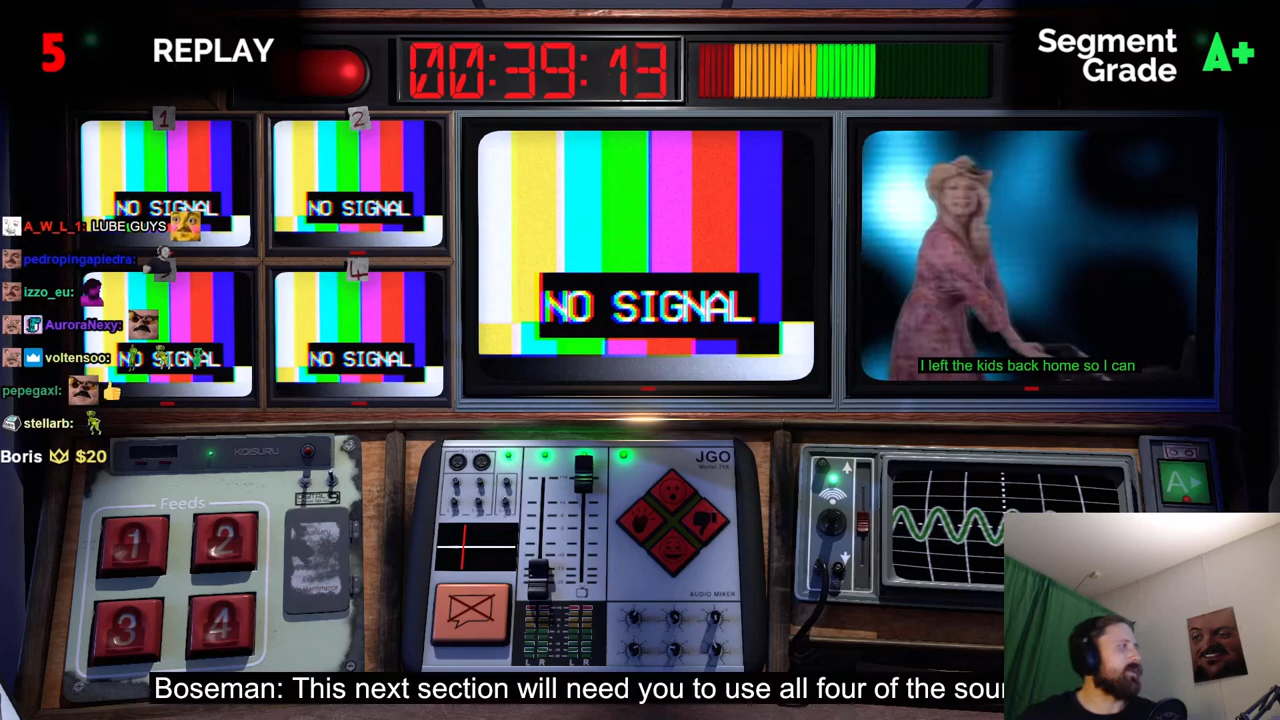 5
REPLAY
00:39:13
Segment
Grade
A+
1
2
NO SIGNAL
NO SIGNAL
NO SIGNAL
A_W_L_1: LUBE GUYS
pedropingapiedra:
izzo_eu:
AuroraNexy:
voltensoo:
pepegaxl:
stellarb:
4
NO SIGNAL
NO SIGNAL
I left the kids back home so I can
Boris $20
KOISURU
Feeds
1
2
3
4
JGO
AUDIO MIXER
L R L R
A
Boseman: This next section will need you to use all four of the sour